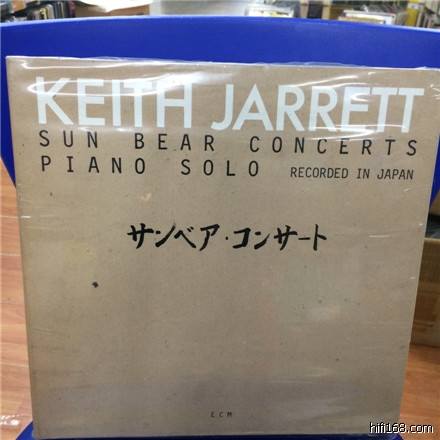 KEITH JARRETT
SUN BEAR CONCERTS
PIANO SOLO RECORDED IN JAPAN
サンベア・コンサート
ECM
hifi168.com